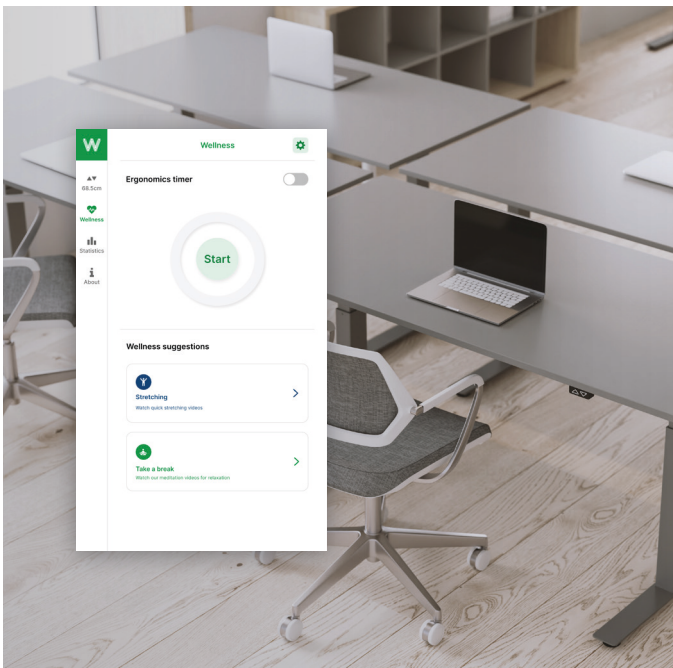 W
Wellness
Ergonomics timer
68.5cm
Wellness
Statistics
About
Start
Wellness suggestions
Stretching
Watch quick stretching videos
Take a break
Watch our meditation videos for relaxation